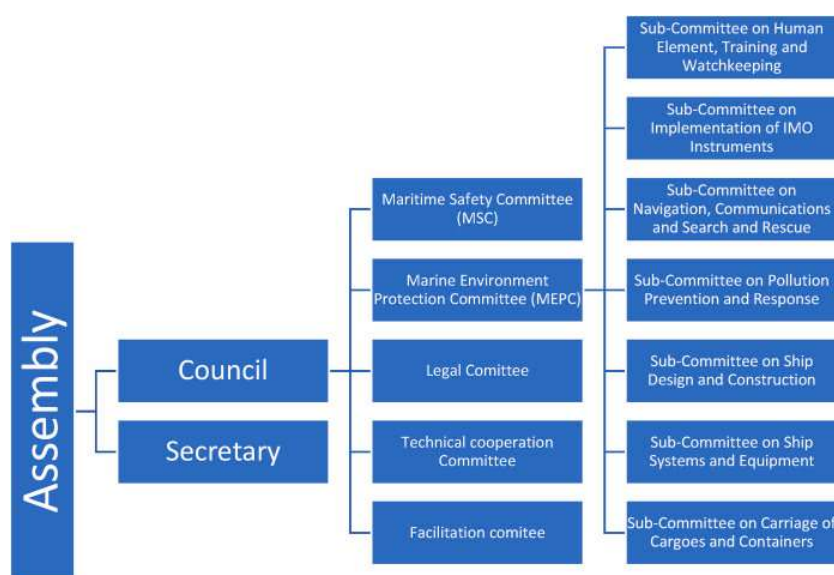 Assembly
Council
Secretary
Maritime Safety Committee
(MSC)
Marine Environment
Protection Committee (MEPC)
Legal Comittee
Technical cooperation
Committee
Facilitation comitee
Sub-Committee on Human
Element, Training and
Watchkeeping
Sub-Committee on
Implementation of IMO
Instruments
Sub-Committee on
Navigation, Communications
and Search and Rescue
Sub-Committee on Pollution
Prevention and Response
Sub-Committee on Ship
Design and Construction
Sub-Committee on Ship
Systems and Equipment
Sub-Committee on Carriage of
Cargoes and Containers